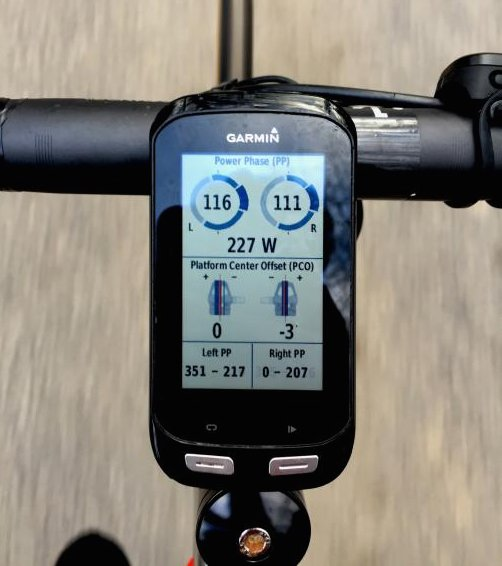 GARMIN
Power Phase (PP)
116 111
L R
227 W
Platform Center Offset (PCO)
+ − − +
0 -3
Left PP Right PP
351 - 217 0 - 207